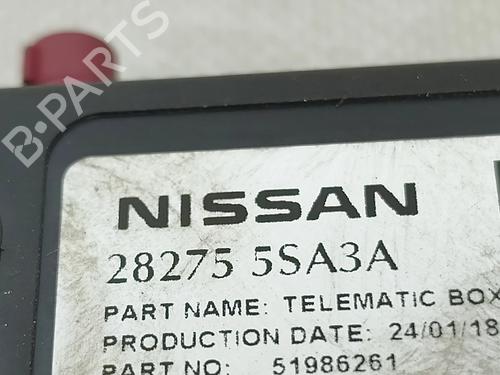 B-PARTS
NISSAN
28275 5SA3A
PART NAME: TELEMATIC BOX
PRODUCTION DATE: 24/01/18
PART NO: 51986261